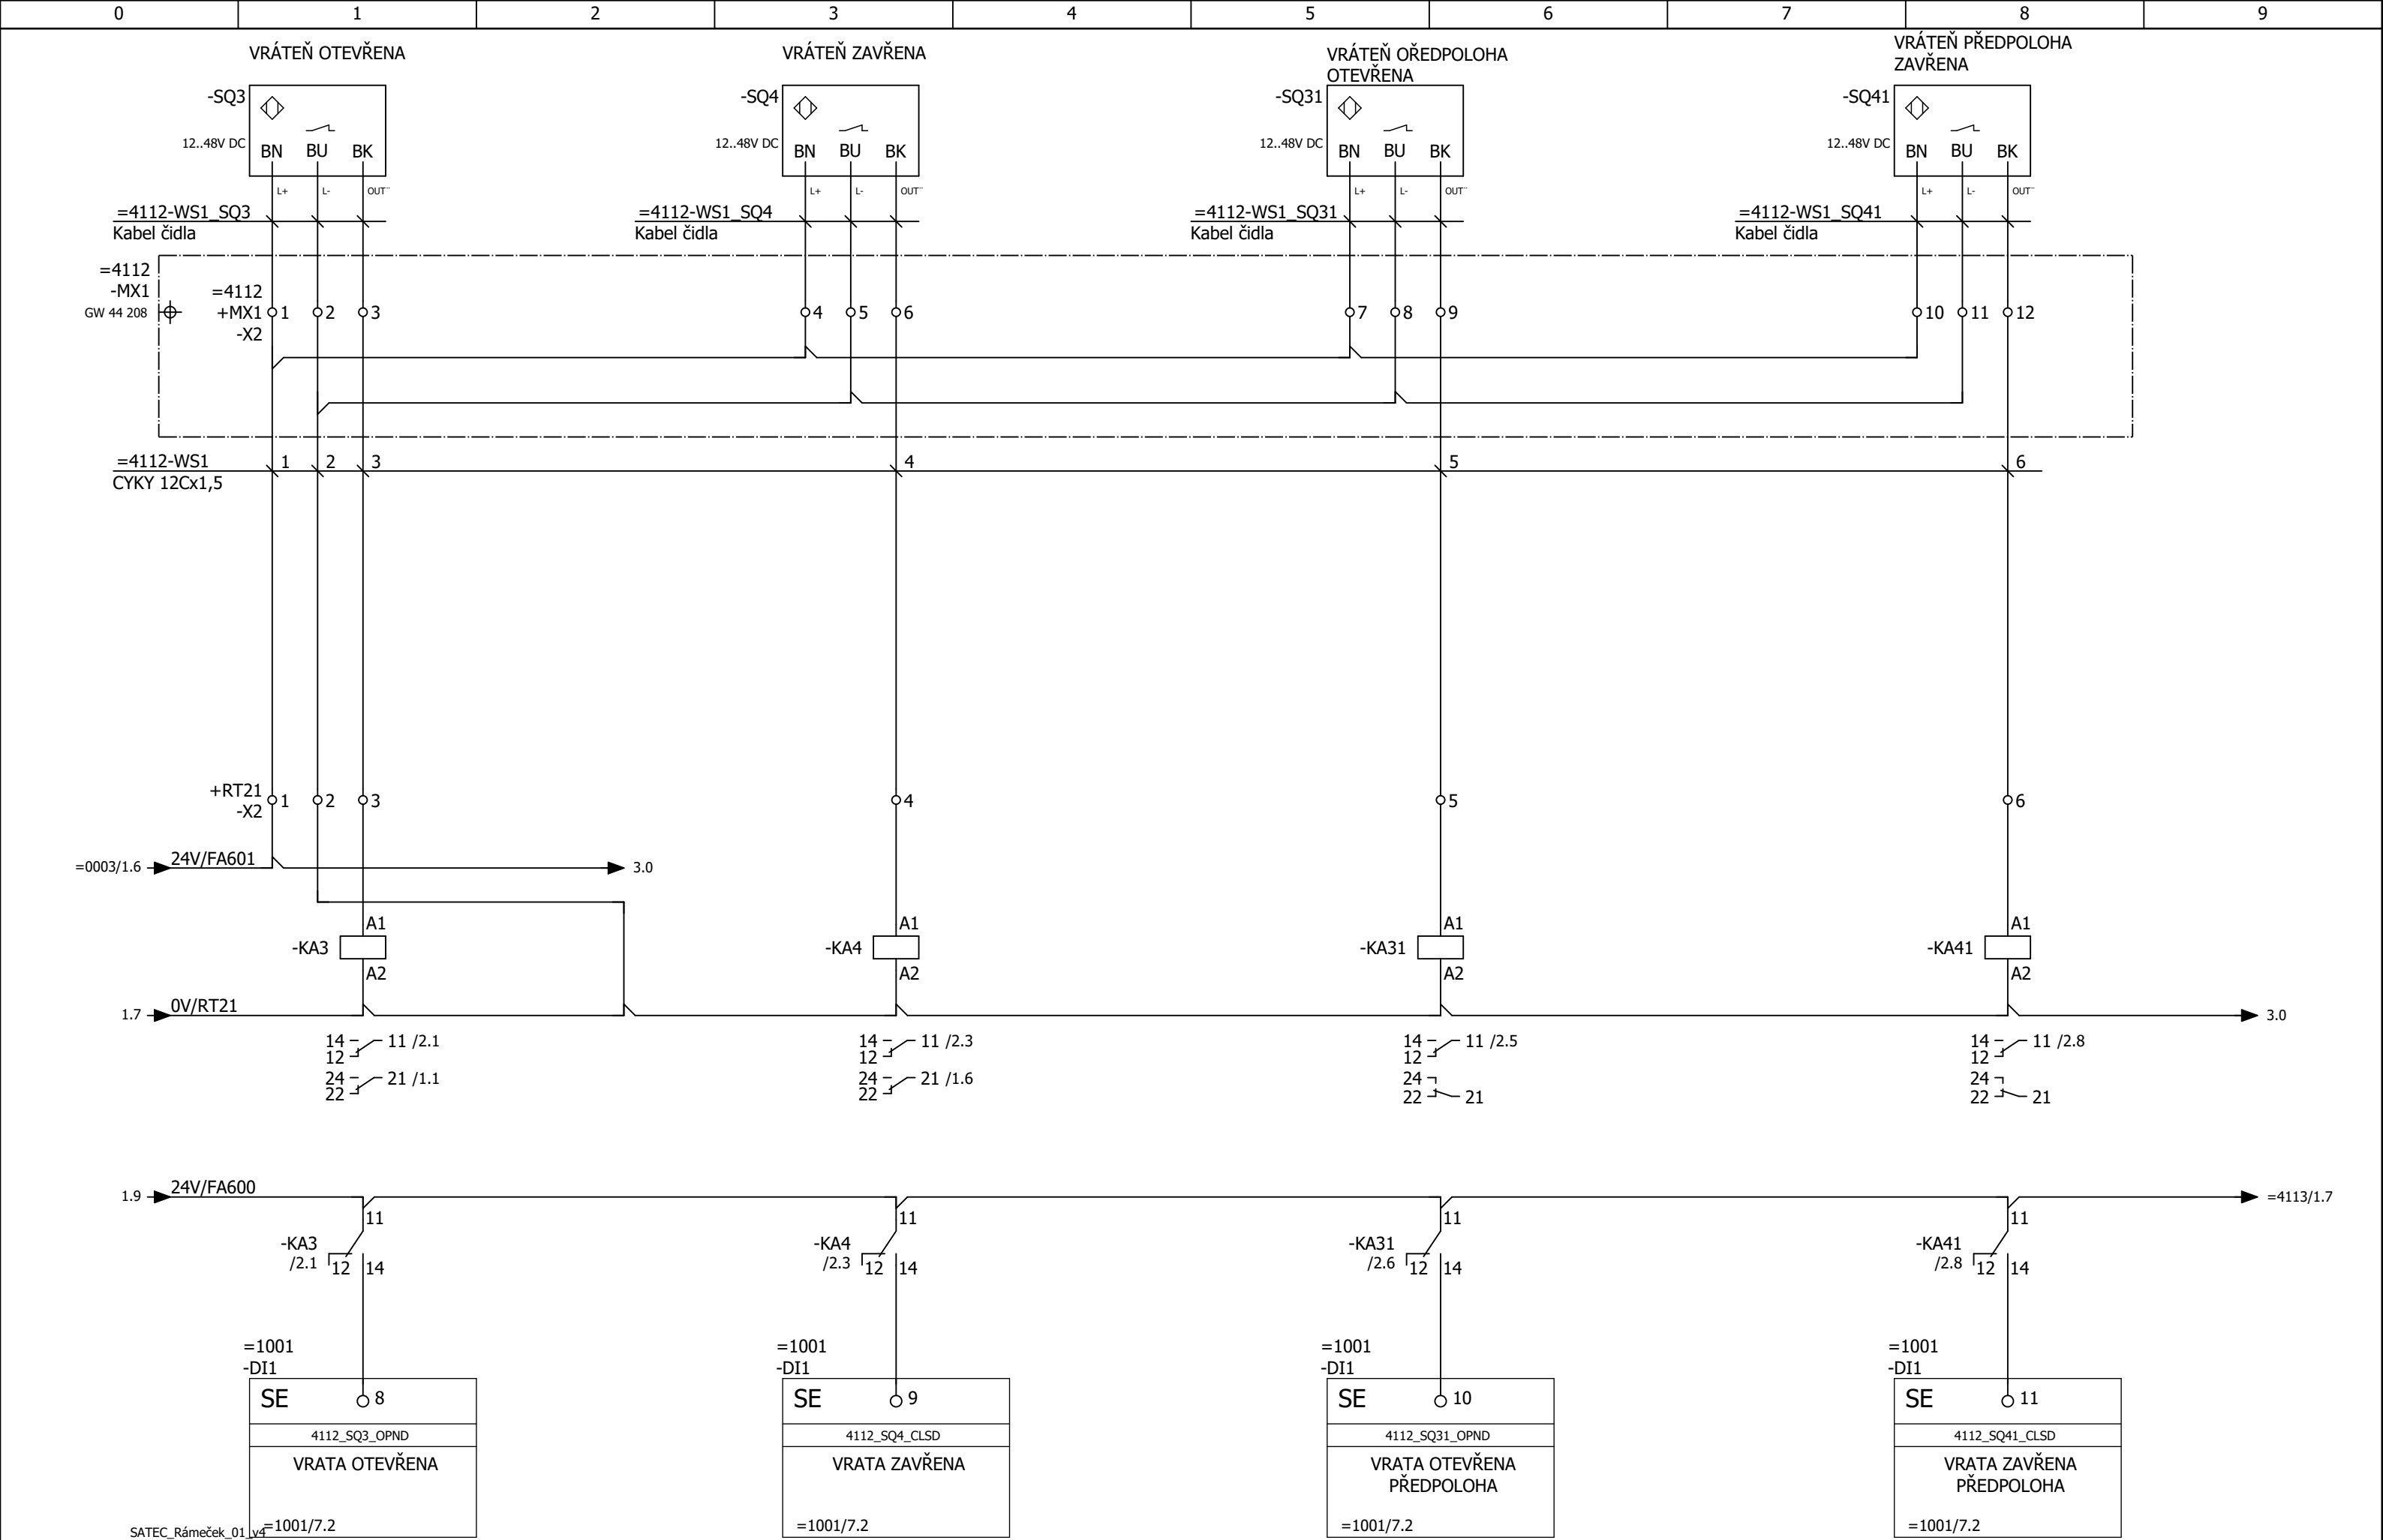 0 1 2 3 4 5 6 7 8 9
VRÁTEŇ OTEVŘENA
VRÁTEŇ ZAVŘENA
VRÁTEŇ OŘEDPOLOHA
OTEVŘENA
VRÁTEŇ PŘEDPOLOHA
ZAVŘENA
-SQ3 -SQ4 -SQ31 -SQ41
12..48V DC BN BU BK 12..48V DC BN BU BK 12..48V DC BN BU BK 12..48V DC BN BU BK
L+ L- OUT¨ L+ L- OUT¨ L+ L- OUT¨ L+ L- OUT¨
=4112-WS1_SQ3 =4112-WS1_SQ4 =4112-WS1_SQ31 =4112-WS1_SQ41
Kabel čidla Kabel čidla Kabel čidla Kabel čidla
=4112
-MX1
GW 44 208
=4112
+MX1 1 2 3 4 5 6 7 8 9 10 11 12
-X2
=4112-WS1 1 2 3 4 5 6
CYKY 12Cx1,5
+RT21 1 2 3 4 5 6
-X2
=0003/1.6 24V/FA601 3.0
A1 A1 A1 A1
-KA3 -KA4 -KA31 -KA41
A2 A2 A2 A2
1.7 0V/RT21 3.0
14 11 /2.1 14 11 /2.3 14 11 /2.5 14 11 /2.8
12 12 12 12
24 21 /1.1 24 21 /1.6 24 24
22 22 22 21 22 21
1.9 24V/FA600 =4113/1.7
11 11 11 11
-KA3 -KA4 -KA31 -KA41
/2.1 12 14 /2.3 12 14 /2.6 12 14 /2.8 12 14
=1001 =1001 =1001 =1001
-DI1 -DI1 -DI1 -DI1
SE 8 SE 9 SE 10 SE 11
4112_SQ3_OPND 4112_SQ4_CLSD 4112_SQ31_OPND 4112_SQ41_CLSD
VRATA OTEVŘENA
VRATA ZAVŘENA
VRATA OTEVŘENA
PŘEDPOLOHA
VRATA ZAVŘENA
PŘEDPOLOHA
=1001/7.2 =1001/7.2 =1001/7.2 =1001/7.2
SATEC_Rámeček_01_v4